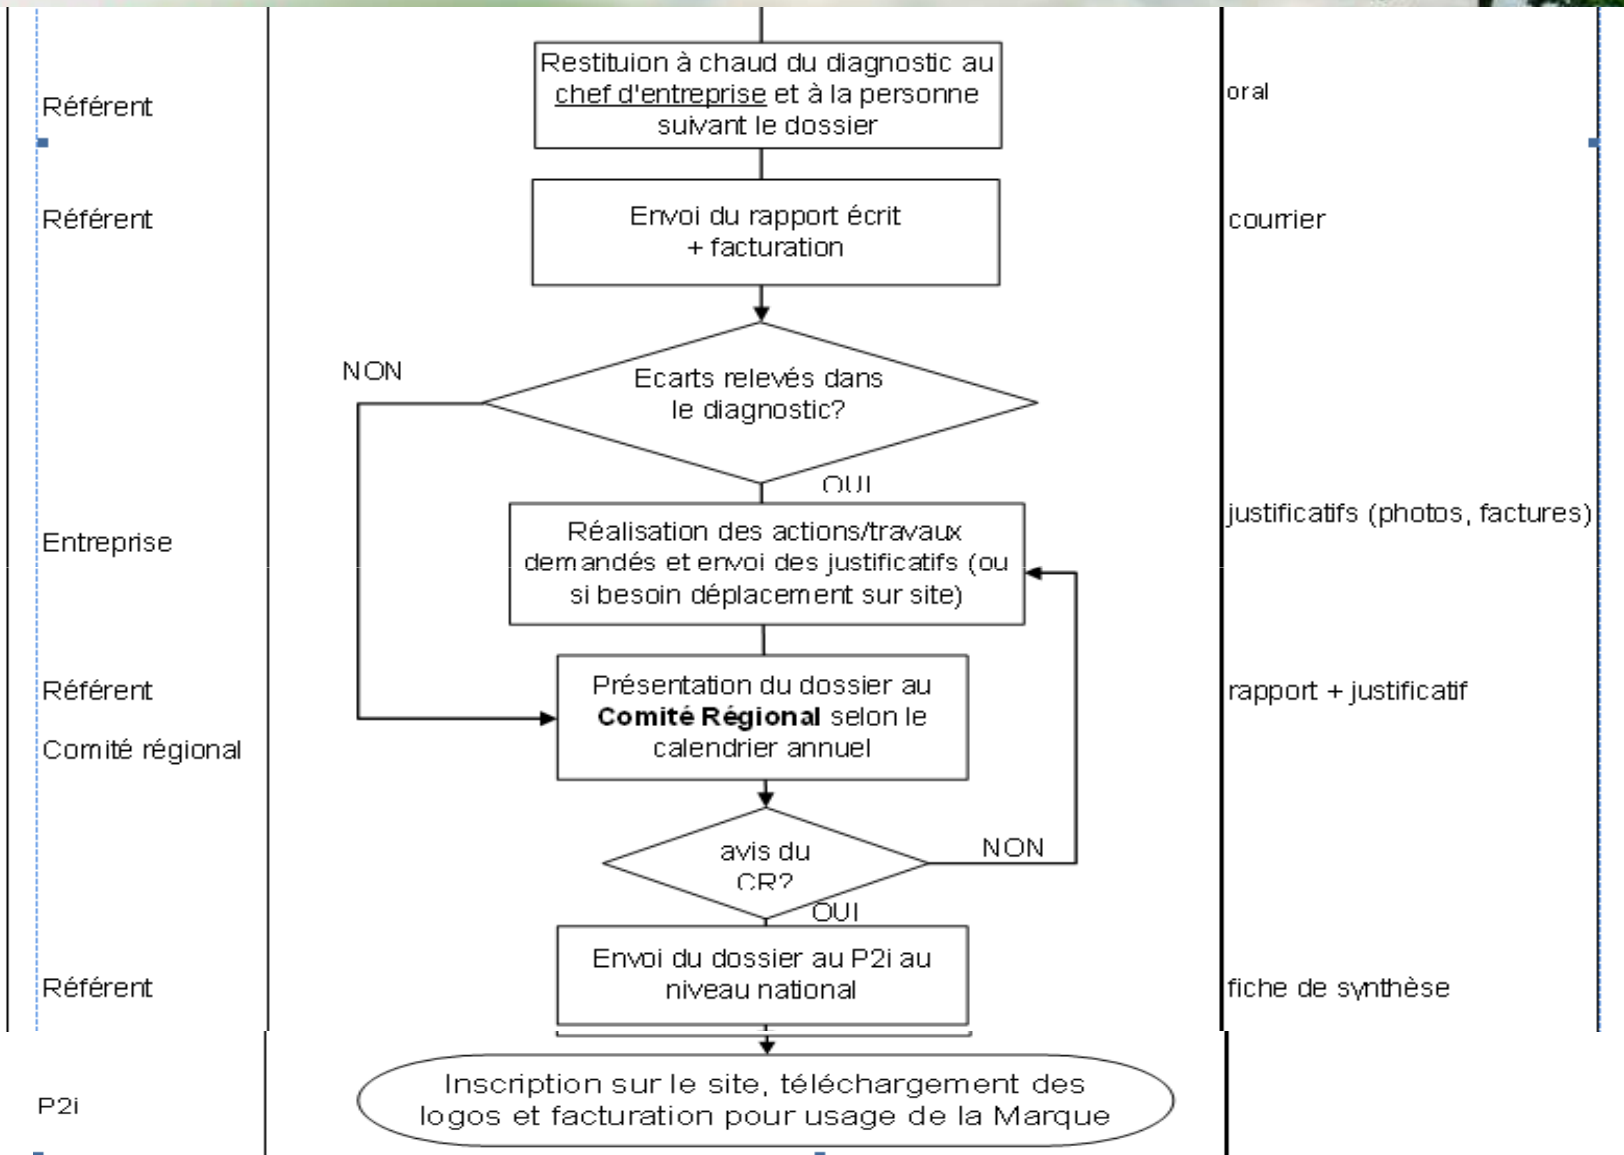 Restituion à chaud du diagnostic au
chef d'entreprise et à la personne
suivant le dossier
Référent
oral
Référent
Envoi du rapport écrit
+ facturation
courrier
NON
Ecarts relevés dans
le diagnostic?
OUI
Entreprise
Réalisation des actions/travaux
demandés et envoi des justificatifs (ou
si besoin déplacement sur site)
justificatifs (photos, factures)
Référent
Comité régional
Présentation du dossier au
Comité Régional selon le
calendrier annuel
rapport + justificatif
avis du
CR?
NON
OUI
Référent
Envoi du dossier au P2i au
niveau national
fiche de synthèse
P2i
Inscription sur le site, téléchargement des
logos et facturation pour usage de la Marque